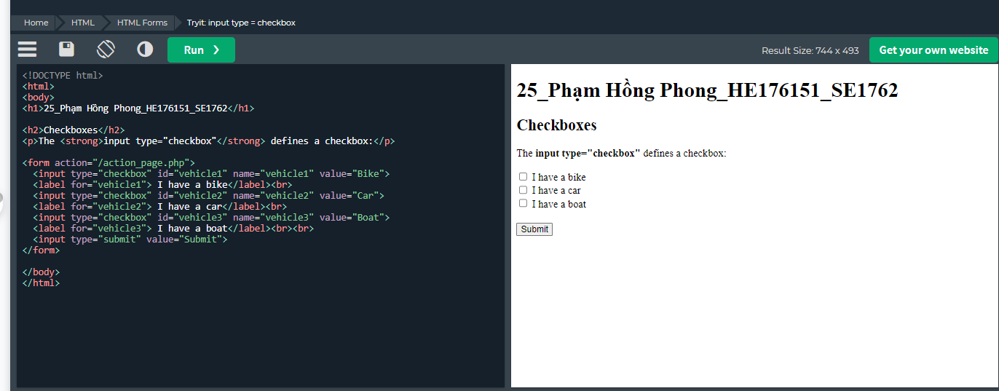 Home HTML HTML Forms Tryit: input type = checkbox
Run ❯ Result Size: 744 x 493 Get your own website
<!DOCTYPE html>
<html>
<body>
<h1>25_Phạm Hồng Phong_HE176151_SE1762</h1>
<h2>Checkboxes</h2>
<p>The <strong>input type="checkbox"</strong> defines a checkbox:</p>
<form action="/action_page.php">
  <input type="checkbox" id="vehicle1" name="vehicle1" value="Bike">
  <label for="vehicle1"> I have a bike</label><br>
  <input type="checkbox" id="vehicle2" name="vehicle2" value="Car">
  <label for="vehicle2"> I have a car</label><br>
  <input type="checkbox" id="vehicle3" name="vehicle3" value="Boat">
  <label for="vehicle3"> I have a boat</label><br><br>
  <input type="submit" value="Submit">
</form>
</body>
</html>
25_Phạm Hồng Phong_HE176151_SE1762
Checkboxes
The input type="checkbox" defines a checkbox:
I have a bike
I have a car
I have a boat
Submit